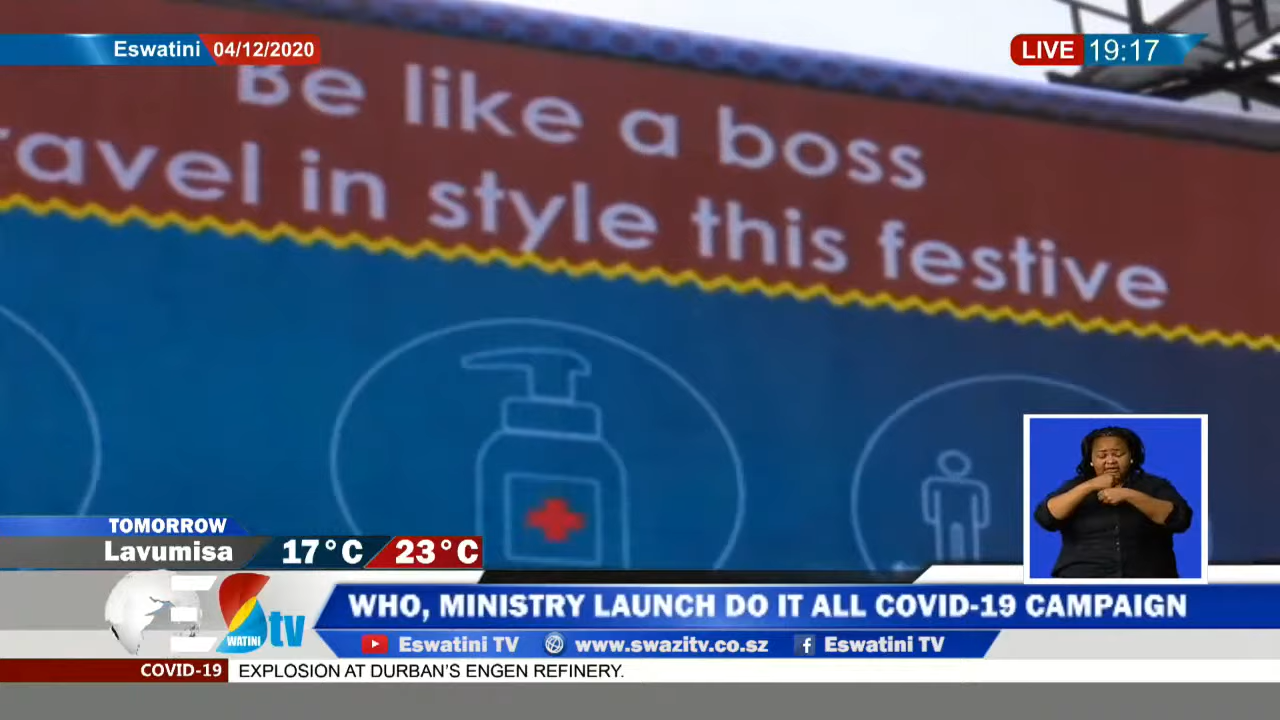 Eswatini 04/12/2020
LIVE 19:17
Be like a boss
ravel in style this festive
TOMORROW
Lavumisa 17°C 23°C
E WATINI tv
WHO, MINISTRY LAUNCH DO IT ALL COVID-19 CAMPAIGN
Eswatini TV www.swazitv.co.sz Eswatini TV
COVID-19 EXPLOSION AT DURBAN'S ENGEN REFINERY.